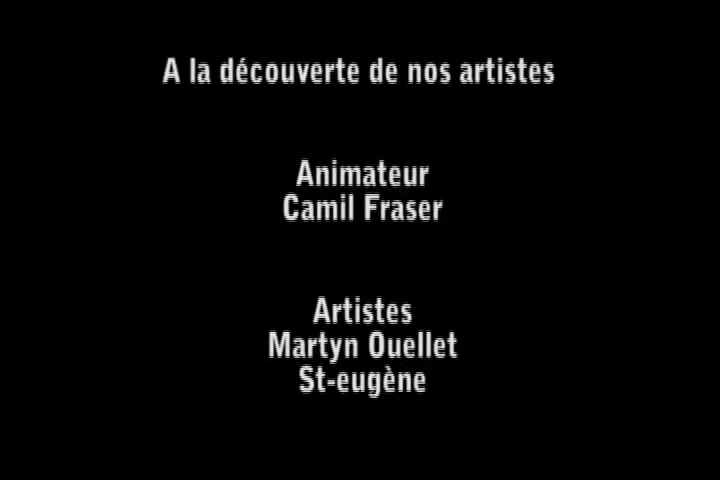 A la découverte de nos artistes
Animateur
Camil Fraser
Artistes
Martyn Ouellet
St-eugène